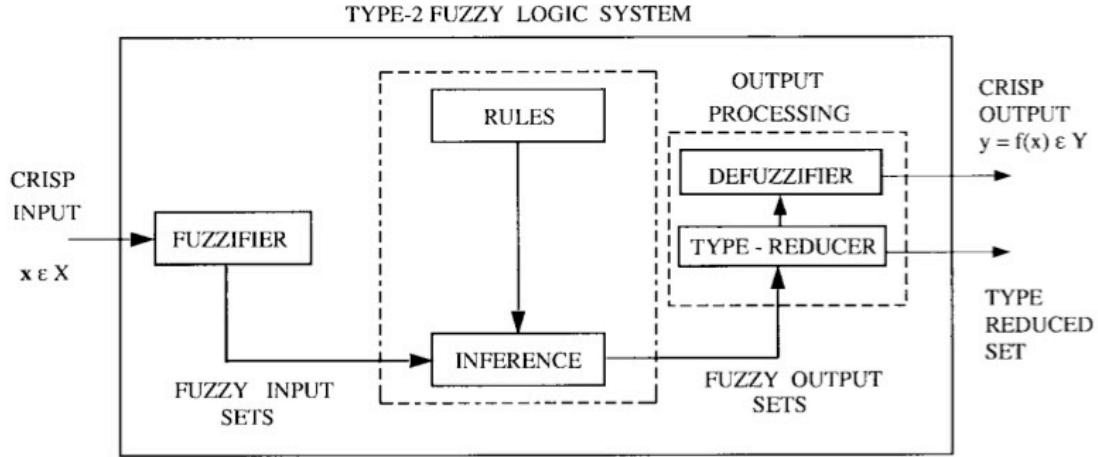 TYPE-2 FUZZY LOGIC SYSTEM
CRISP
INPUT
x ε X
FUZZIFIER
FUZZY INPUT
SETS
RULES
INFERENCE
OUTPUT
PROCESSING
DEFUZZIFIER
TYPE - REDUCER
FUZZY OUTPUT
SETS
CRISP
OUTPUT
y = f(x) ε Y
TYPE
REDUCED
SET